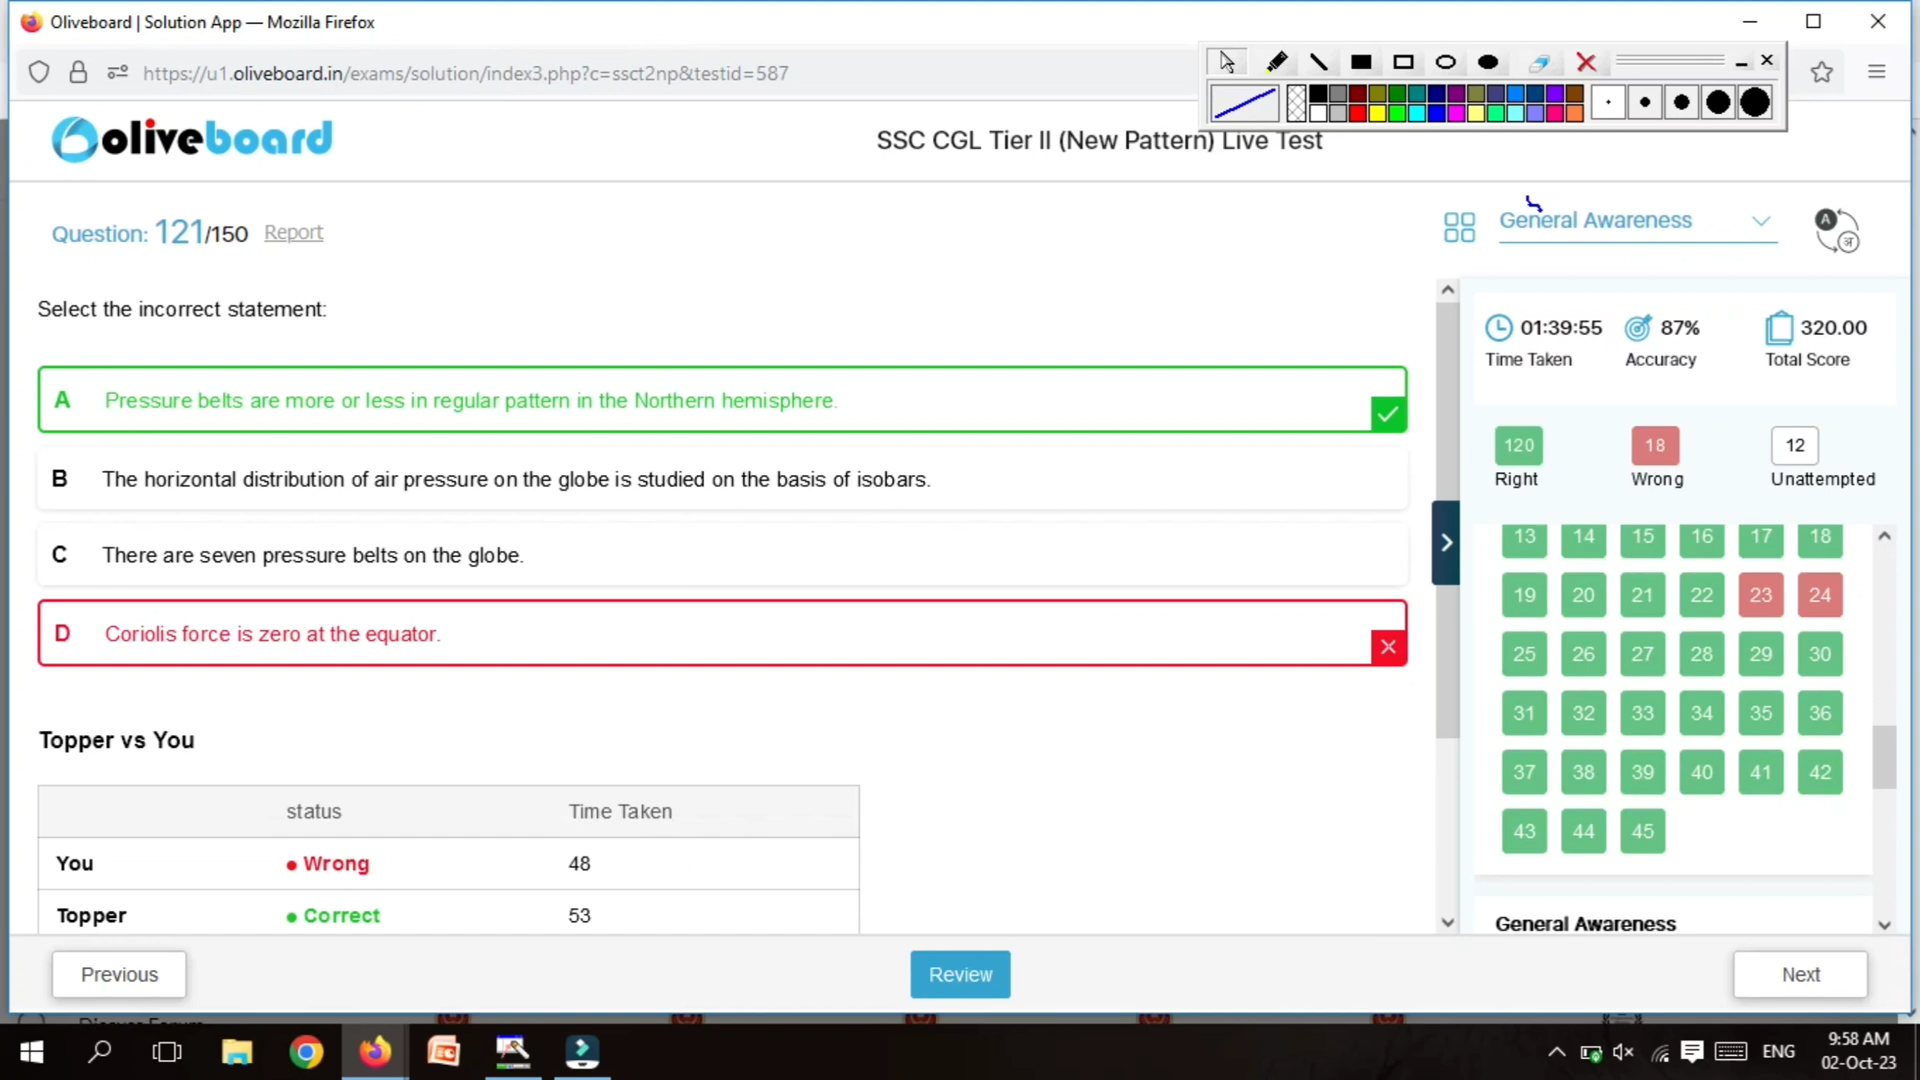 Oliveboard | Solution App — Mozilla Firefox
https://u1.oliveboard.in/exams/solution/index3.php?c=ssct2np&testid=587
oliveboard
SSC CGL Tier II (New Pattern) Live Test
Question: 121/150 Report
General Awareness
A
अ
Select the incorrect statement:
A Pressure belts are more or less in regular pattern in the Northern hemisphere.
B The horizontal distribution of air pressure on the globe is studied on the basis of isobars.
C There are seven pressure belts on the globe.
D Coriolis force is zero at the equator.
Topper vs You
status Time Taken
You Wrong 48
Topper Correct 53
01:39:55 87% 320.00
Time Taken Accuracy Total Score
120 18 12
Right Wrong Unattempted
13 14 15 16 17 18
19 20 21 22 23 24
25 26 27 28 29 30
31 32 33 34 35 36
37 38 39 40 41 42
43 44 45
General Awareness
Previous Review Next
ENG
9:58 AM
02-Oct-23